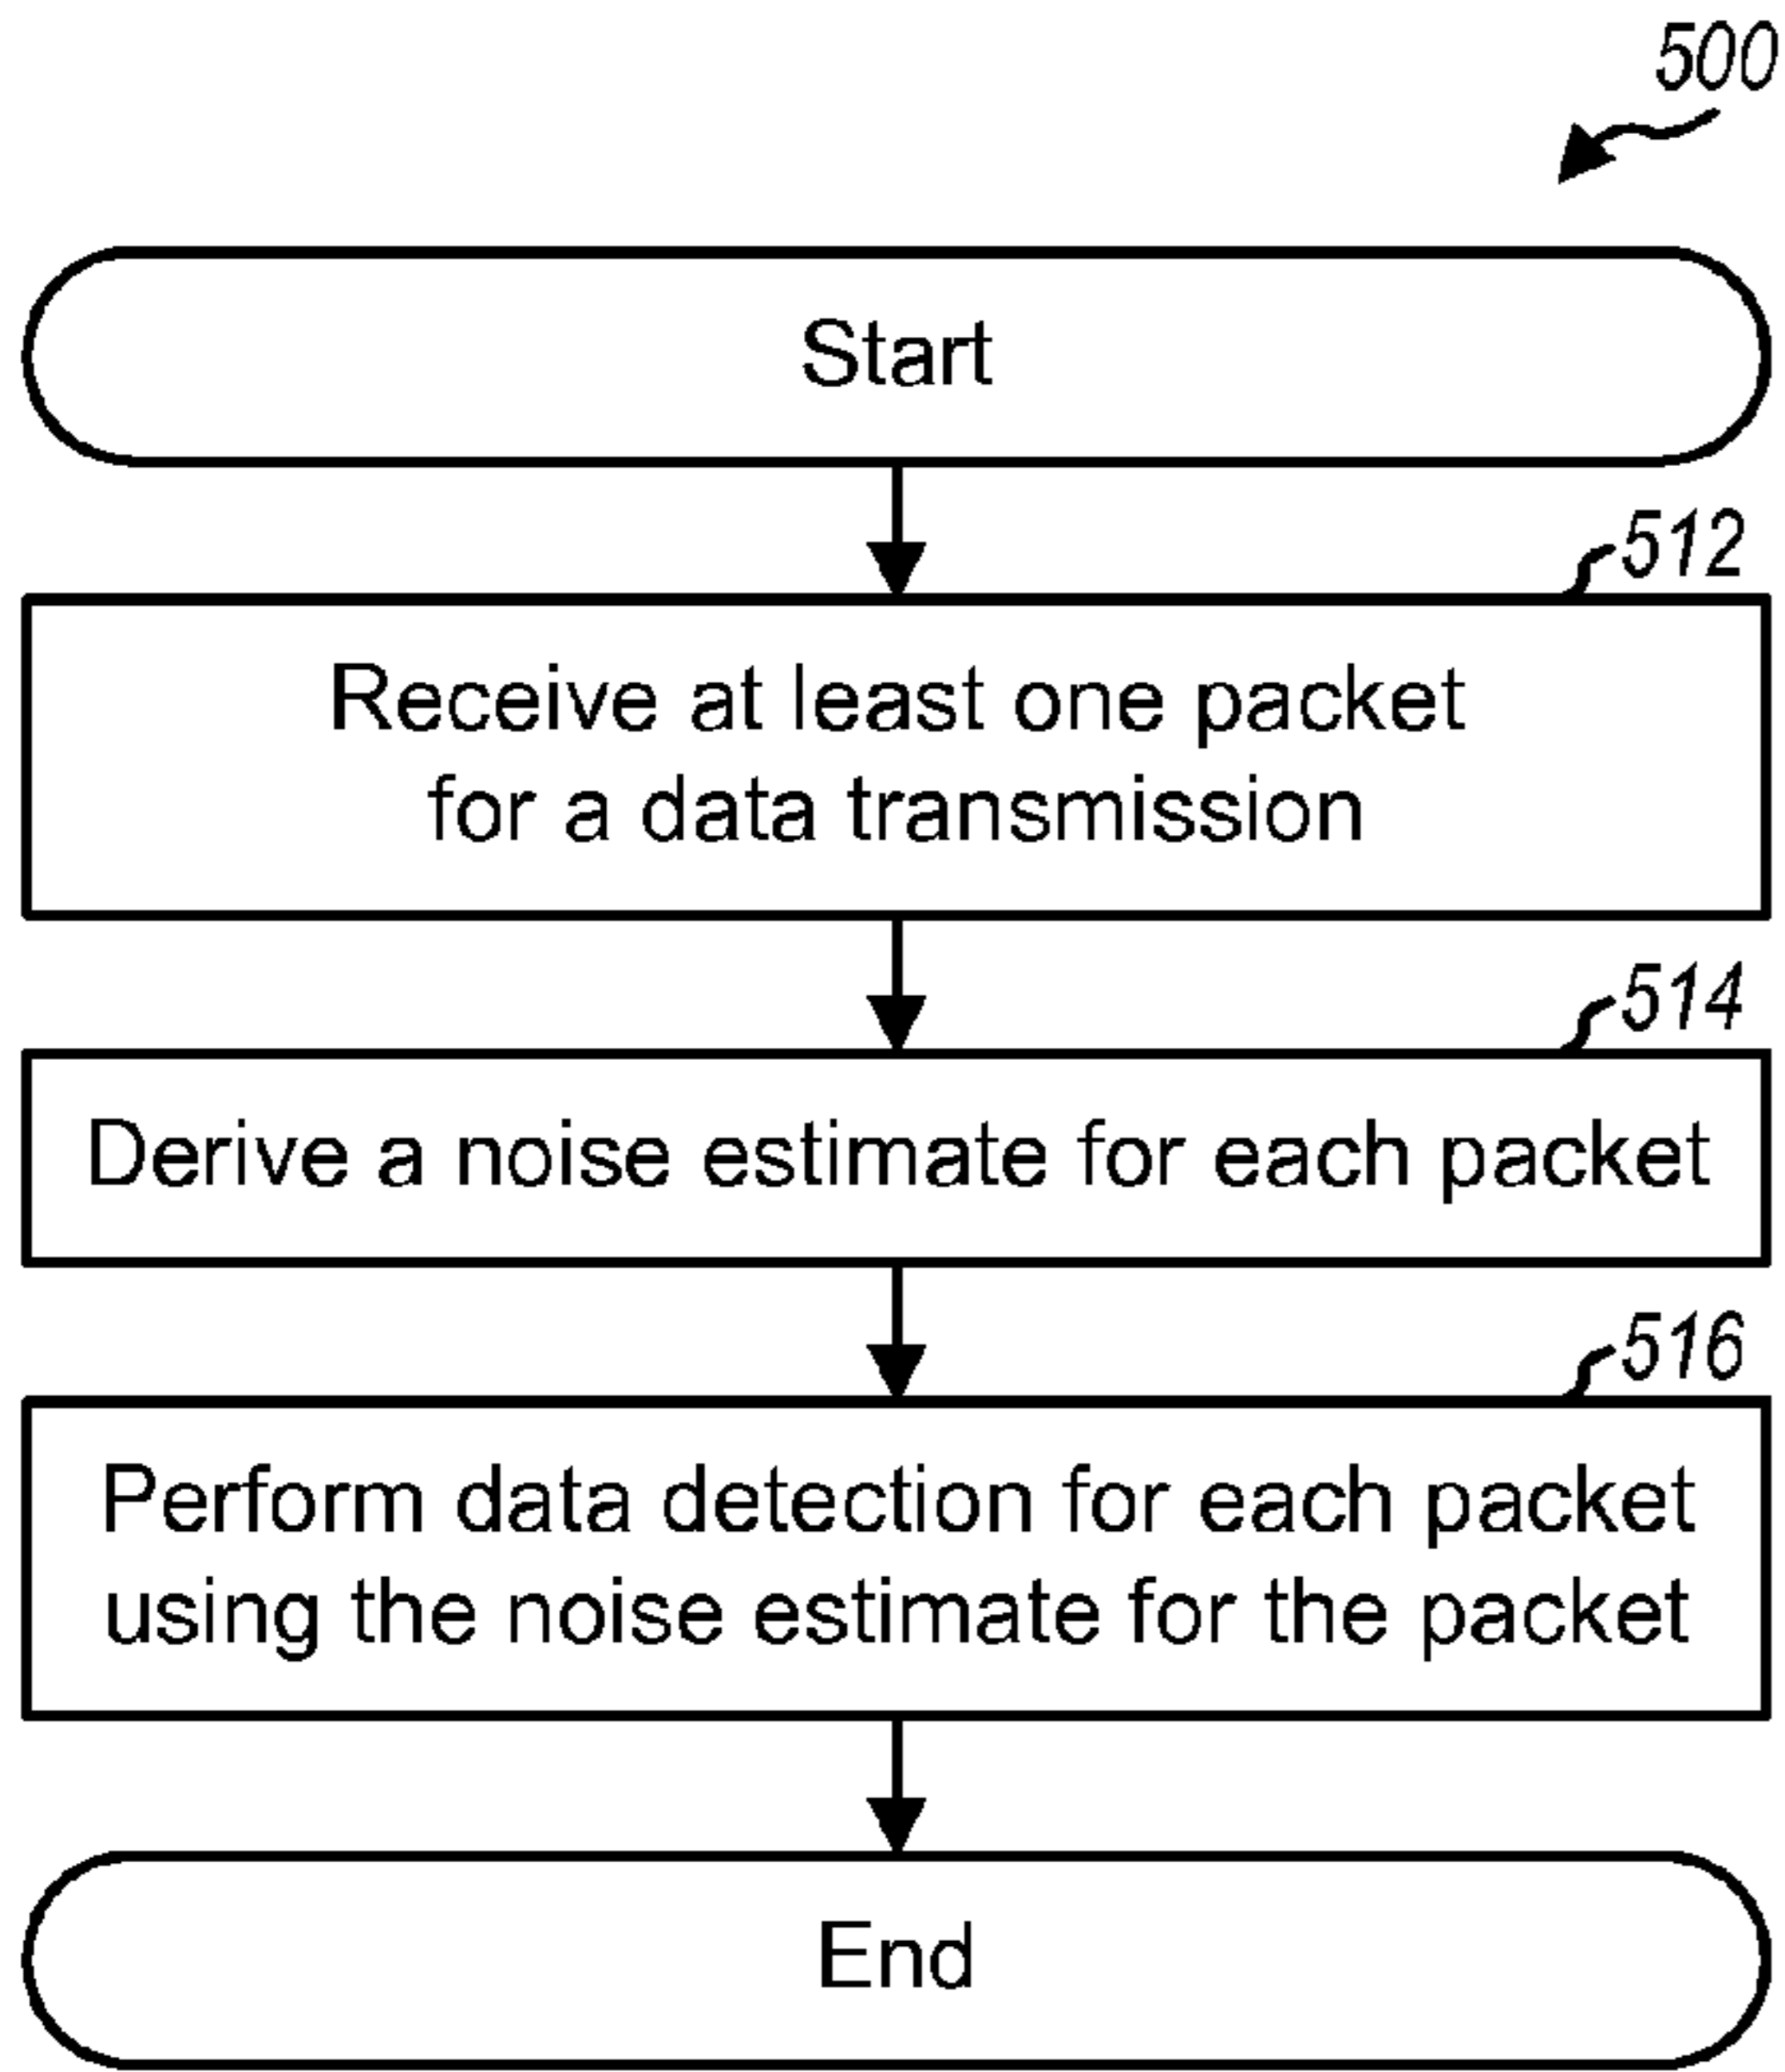 500
Start
512
Receive at least one packet
for a data transmission
514
Derive a noise estimate for each packet
516
Perform data detection for each packet
using the noise estimate for the packet
End